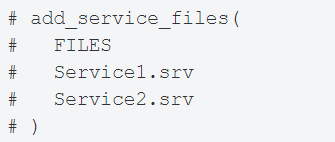 # add_service_files(
#   FILES
#   Service1.srv
#   Service2.srv
# )